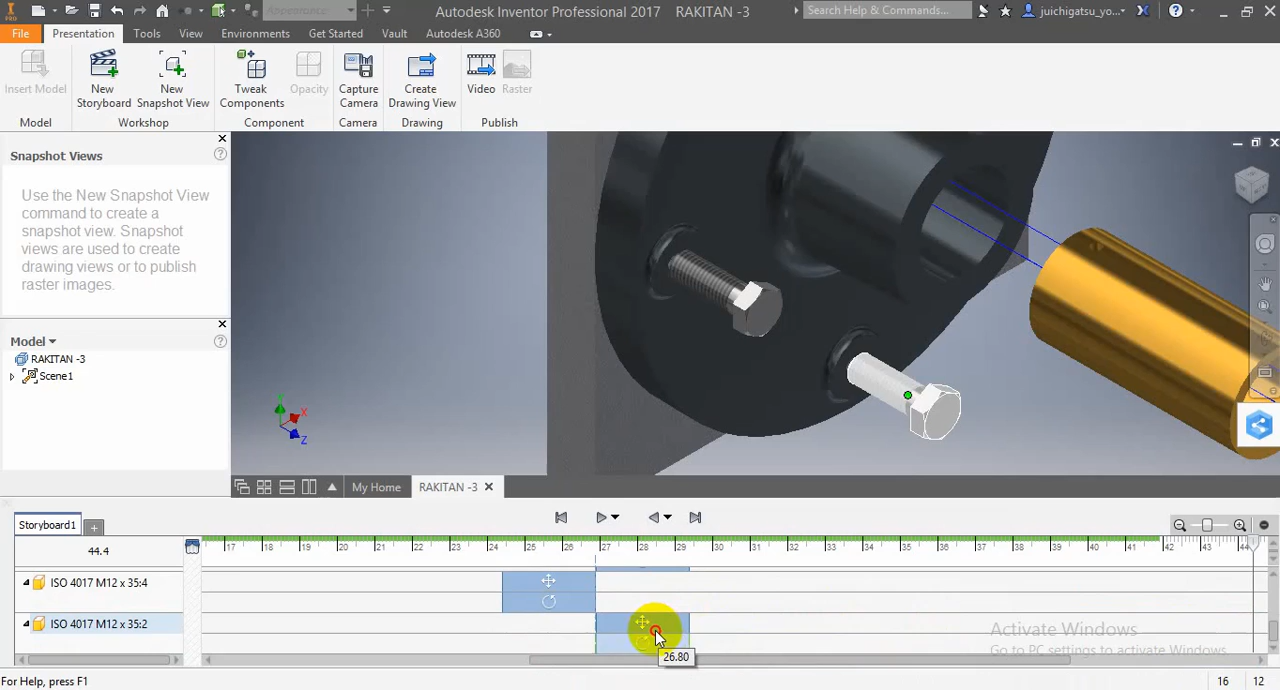 Appearance
Autodesk Inventor Professional 2017 RAKITAN -3
Search Help & Commands...
juichigatsu_yo...
PRO
File
Presentation
Tools
View
Environments
Get Started
Vault
Autodesk A360
Insert Model
New Storyboard
New Snapshot View
Tweak Components
Opacity
Capture Camera
Create Drawing View
Video
Raster
Model
Workshop
Component
Camera
Drawing
Publish
Snapshot Views
Use the New Snapshot View
command to create a
snapshot view. Snapshot
views are used to create
drawing views or to publish
raster images.
Model
RAKITAN -3
Scene1
X
Z
My Home
RAKITAN -3
Storyboard1
44.4
17 18 19 20 21 22 23 24 25 26 27 28 29 30 31 32 33 34 35 36 37 38 39 40 41 42 43 44
ISO 4017 M12 x 35:4
ISO 4017 M12 x 35:2
26.80
Activate Windows
Go to PC settings to activate Windows.
For Help, press F1
16 12